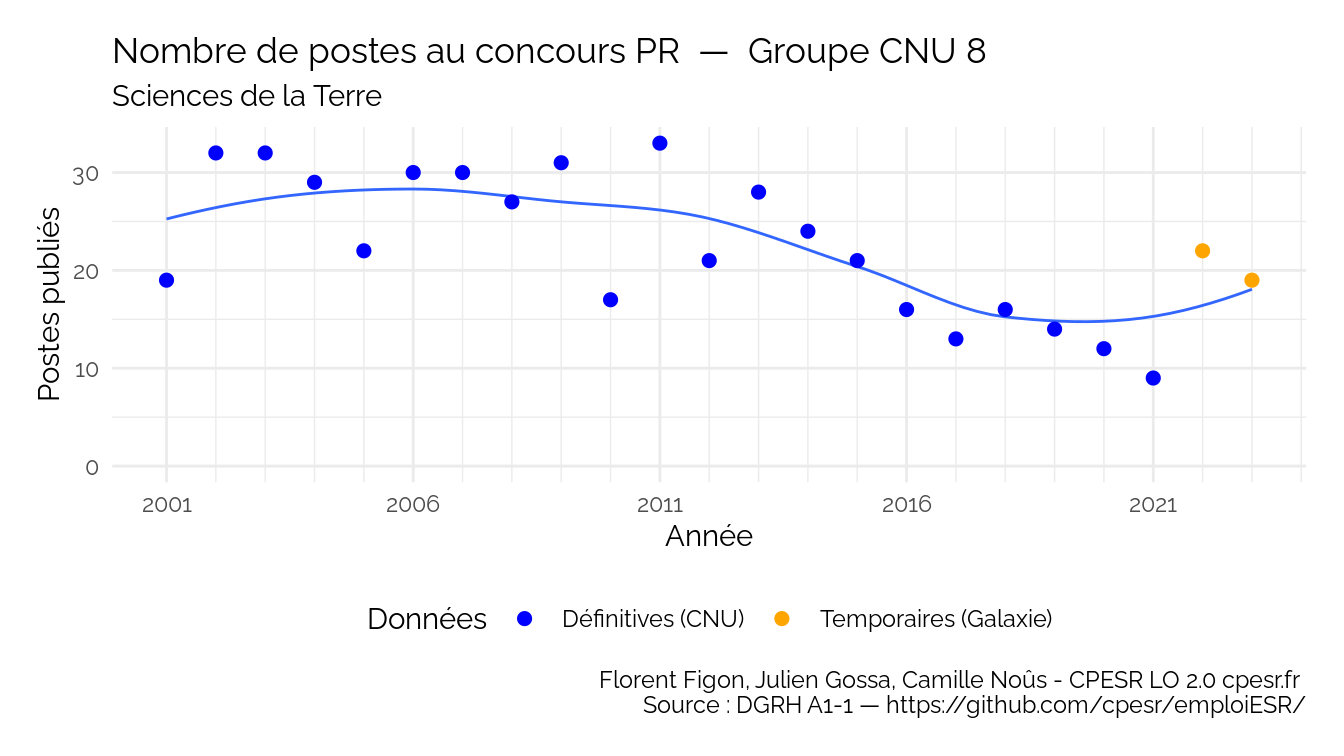 Nombre de postes au concours PR — Groupe CNU 8
Sciences de la Terre
Postes publiés
30
20
10
0
2001 2006 2011 2016 2021
Année
Données Définitives (CNU) Temporaires (Galaxie)
Florent Figon, Julien Gossa, Camille Noûs - CPESR LO 2.0 cpesr.fr
Source : DGRH A1-1 — https://github.com/cpesr/emploiESR/